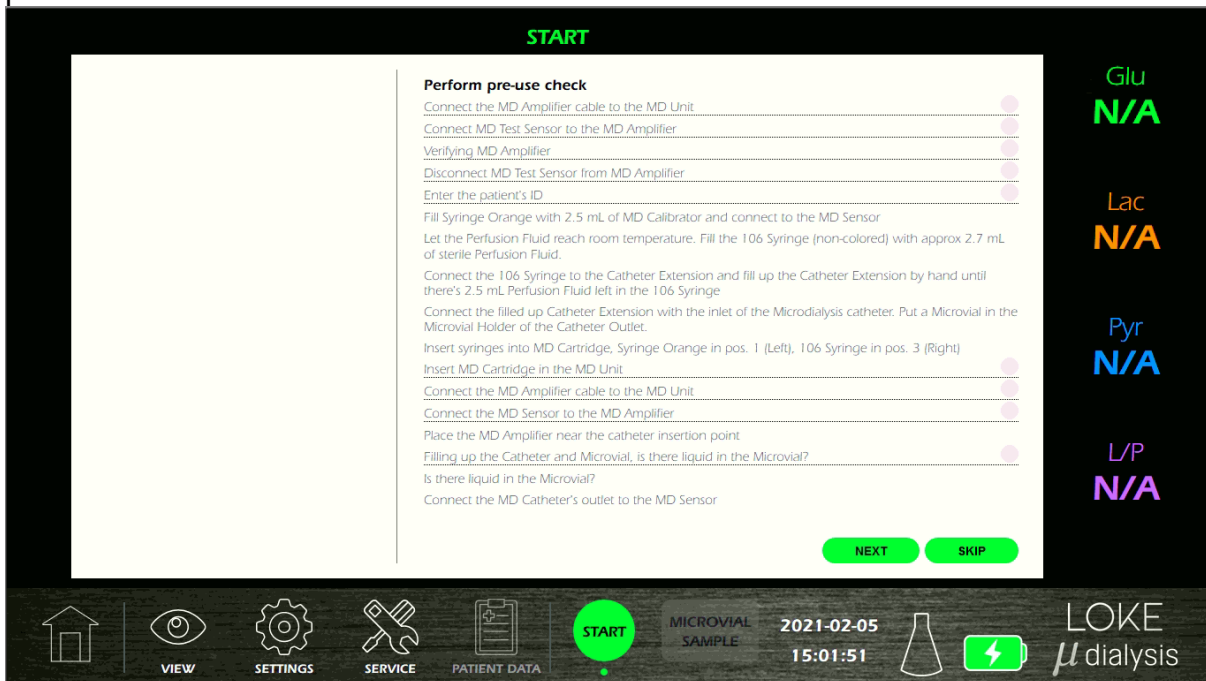 START
Perform pre-use check
Connect the MD Amplifier cable to the MD Unit
Connect MD Test Sensor to the MD Amplifier
Verifying MD Amplifier
Disconnect MD Test Sensor from MD Amplifier
Enter the patient's ID
Fill Syringe Orange with 2.5 mL of MD Calibrator and connect to the MD Sensor
Let the Perfusion Fluid reach room temperature. Fill the 106 Syringe (non-colored) with approx 2.7 mL
of sterile Perfusion Fluid.
Connect the 106 Syringe to the Catheter Extension and fill up the Catheter Extension by hand until
there's 2.5 mL Perfusion Fluid left in the 106 Syringe
Connect the filled up Catheter Extension with the inlet of the Microdialysis catheter. Put a Microvial in the
Microvial Holder of the Catheter Outlet.
Insert syringes into MD Cartridge, Syringe Orange in pos. 1 (Left), 106 Syringe in pos. 3 (Right)
Insert MD Cartridge in the MD Unit
Connect the MD Amplifier cable to the MD Unit
Connect the MD Sensor to the MD Amplifier
Place the MD Amplifier near the catheter insertion point
Filling up the Catheter and Microvial, is there liquid in the Microvial?
Is there liquid in the Microvial?
Connect the MD Catheter's outlet to the MD Sensor
NEXT
SKIP
Glu
N/A
Lac
N/A
Pyr
N/A
L/P
N/A
VIEW
SETTINGS
SERVICE
PATIENT DATA
START
MICROVIAL
SAMPLE
2021-02-05
15:01:51
LOKE
μ dialysis